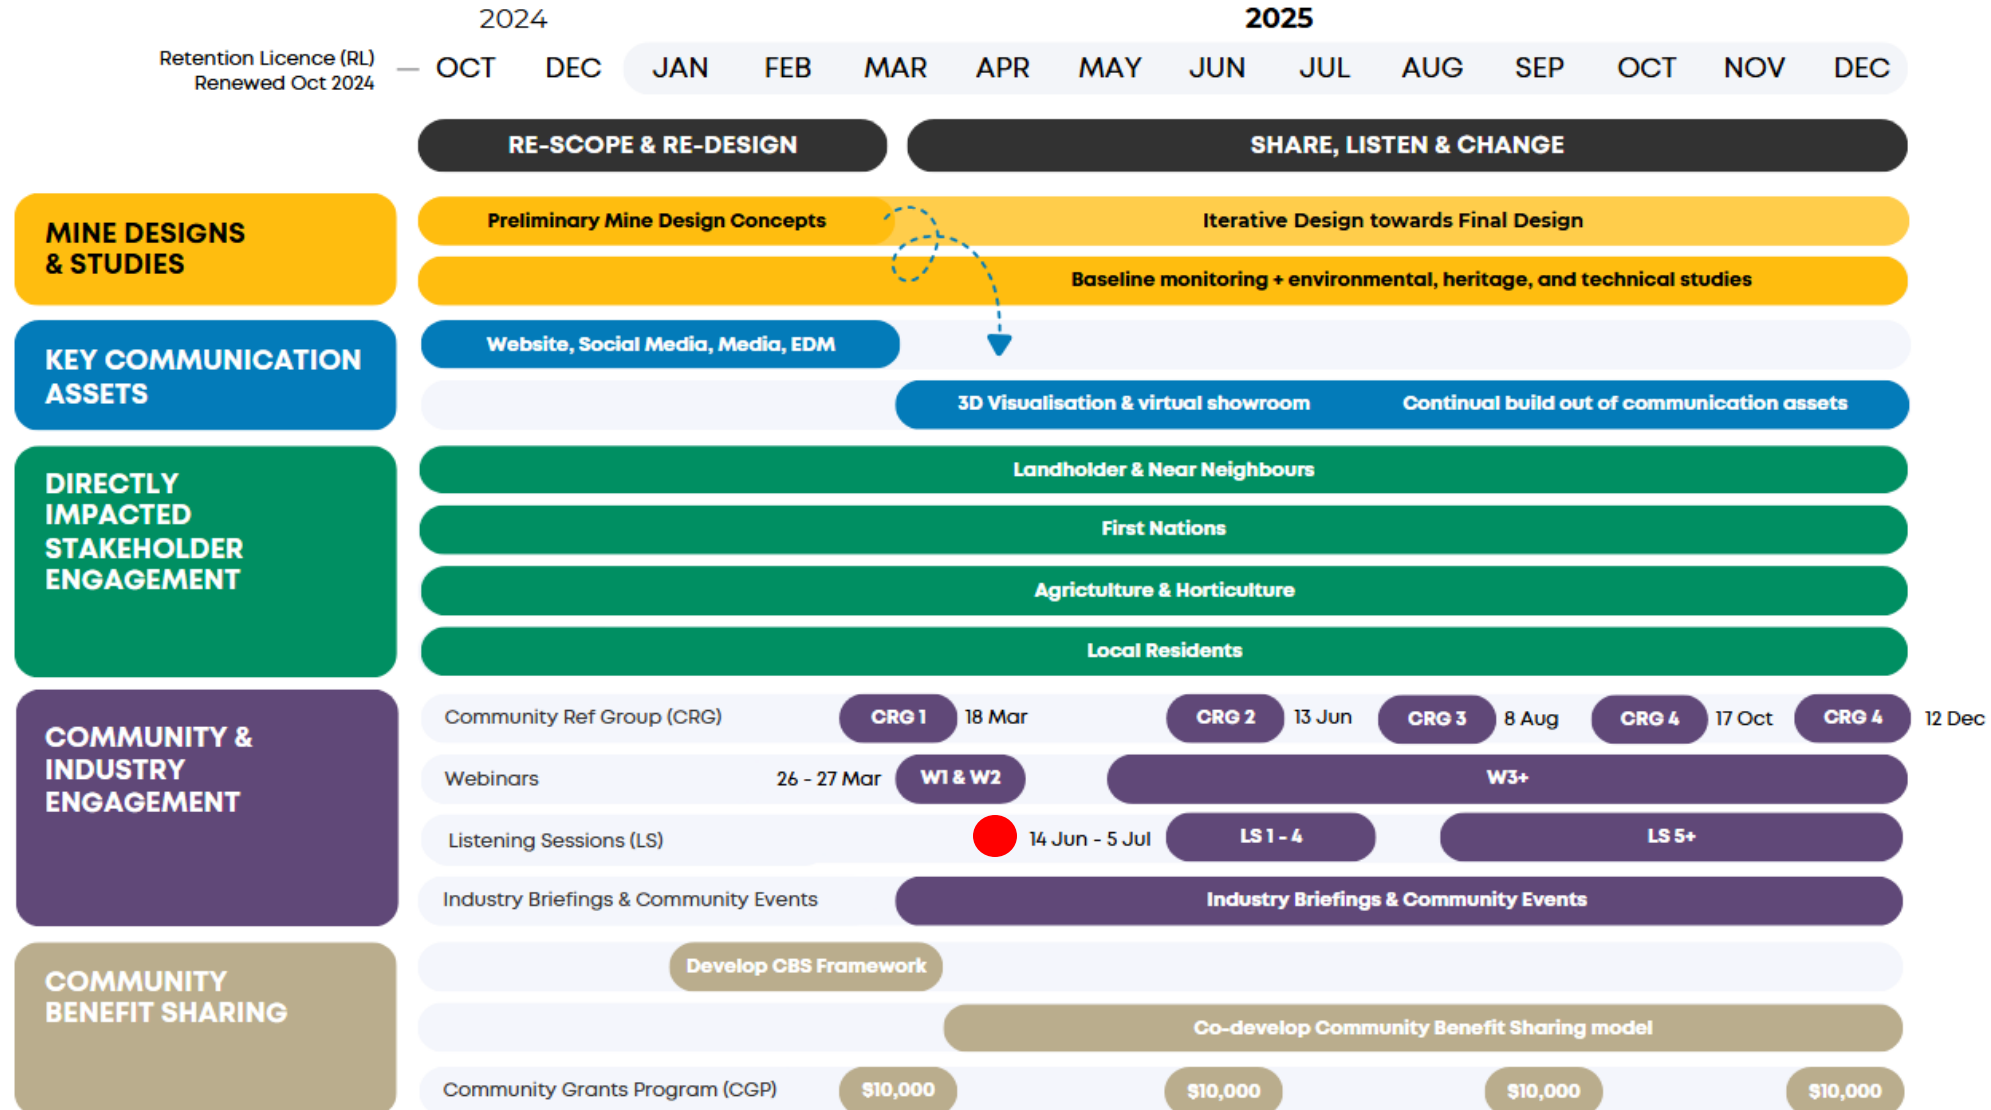 2024
2025
Retention Licence (RL)
Renewed Oct 2024
OCT DEC JAN FEB MAR APR MAY JUN JUL AUG SEP OCT NOV DEC
RE-SCOPE & RE-DESIGN
SHARE, LISTEN & CHANGE
MINE DESIGNS
& STUDIES
Preliminary Mine Design Concepts
Iterative Design towards Final Design
Baseline monitoring + environmental, heritage, and technical studies
KEY COMMUNICATION
ASSETS
Website, Social Media, Media, EDM
3D Visualisation & virtual showroom
Continual build out of communication assets
DIRECTLY
IMPACTED
STAKEHOLDER
ENGAGEMENT
Landholder & Near Neighbours
First Nations
Agrictulture & Horticulture
Local Residents
COMMUNITY &
INDUSTRY
ENGAGEMENT
Community Ref Group (CRG)
CRG 1
18 Mar
CRG 2
13 Jun
CRG 3
8 Aug
CRG 4
17 Oct
CRG 4
12 Dec
Webinars
26 - 27 Mar
W1 & W2
W3+
Listening Sessions (LS)
14 Jun - 5 Jul
LS 1 - 4
LS 5+
Industry Briefings & Community Events
Industry Briefings & Community Events
COMMUNITY
BENEFIT SHARING
Develop CBS Framework
Co-develop Community Benefit Sharing model
Community Grants Program (CGP)
$10,000
$10,000
$10,000
$10,000